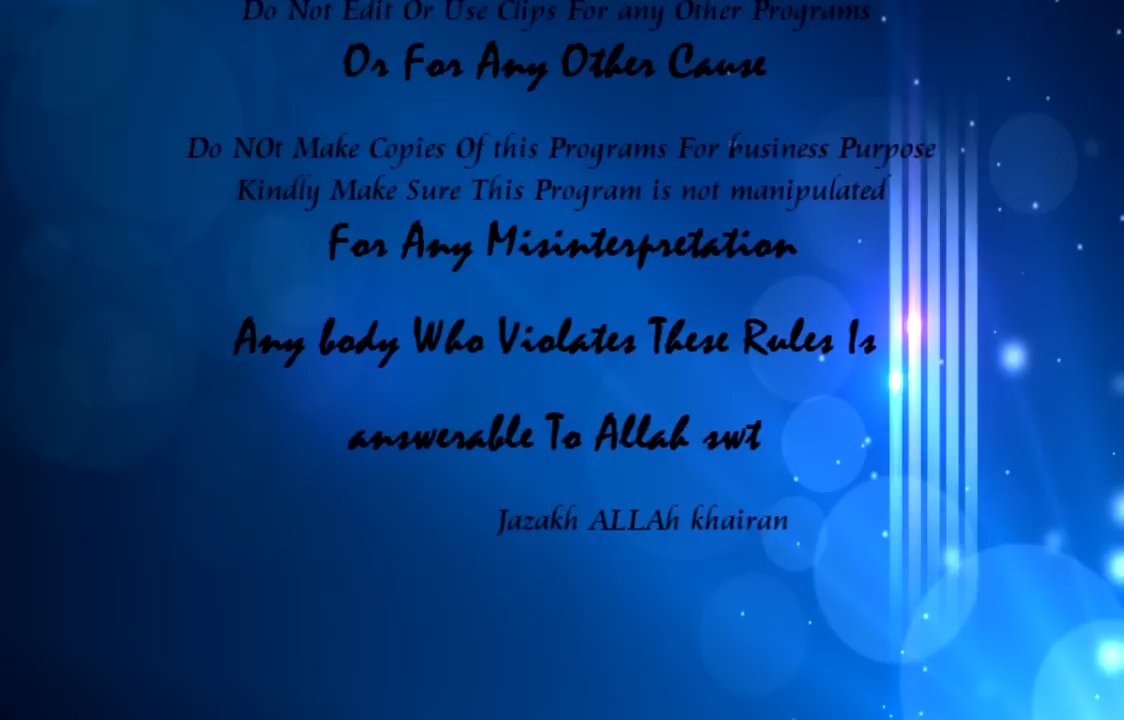 Do Not Edit Or Use Clips For any Other Programs
Or For Any Other Cause
Do NOt Make Copies Of this Programs For business Purpose
Kindly Make Sure This Program is not manipulated
For Any Misinterpretation
Any body Who Violates These Rules Is
answerable To Allah swt
Jazakh ALLAh khairan